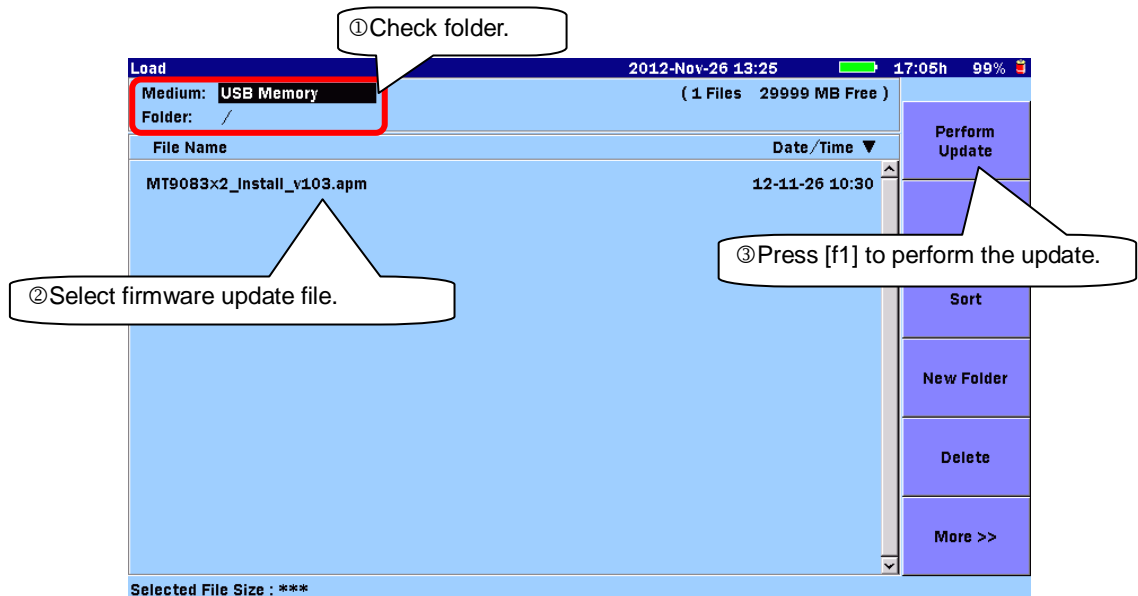 ①Check folder.
Load 2012-Nov-26 13:25 17:05h 99%
Medium: USB Memory ( 1 Files 29999 MB Free )
Folder: /
File Name Date/Time ▼
MT9083x2_Install_v103.apm 12-11-26 10:30
Perform
Update
③Press [f1] to perform the update.
②Select firmware update file.
Sort
New Folder
Delete
More >>
Selected File Size : ***